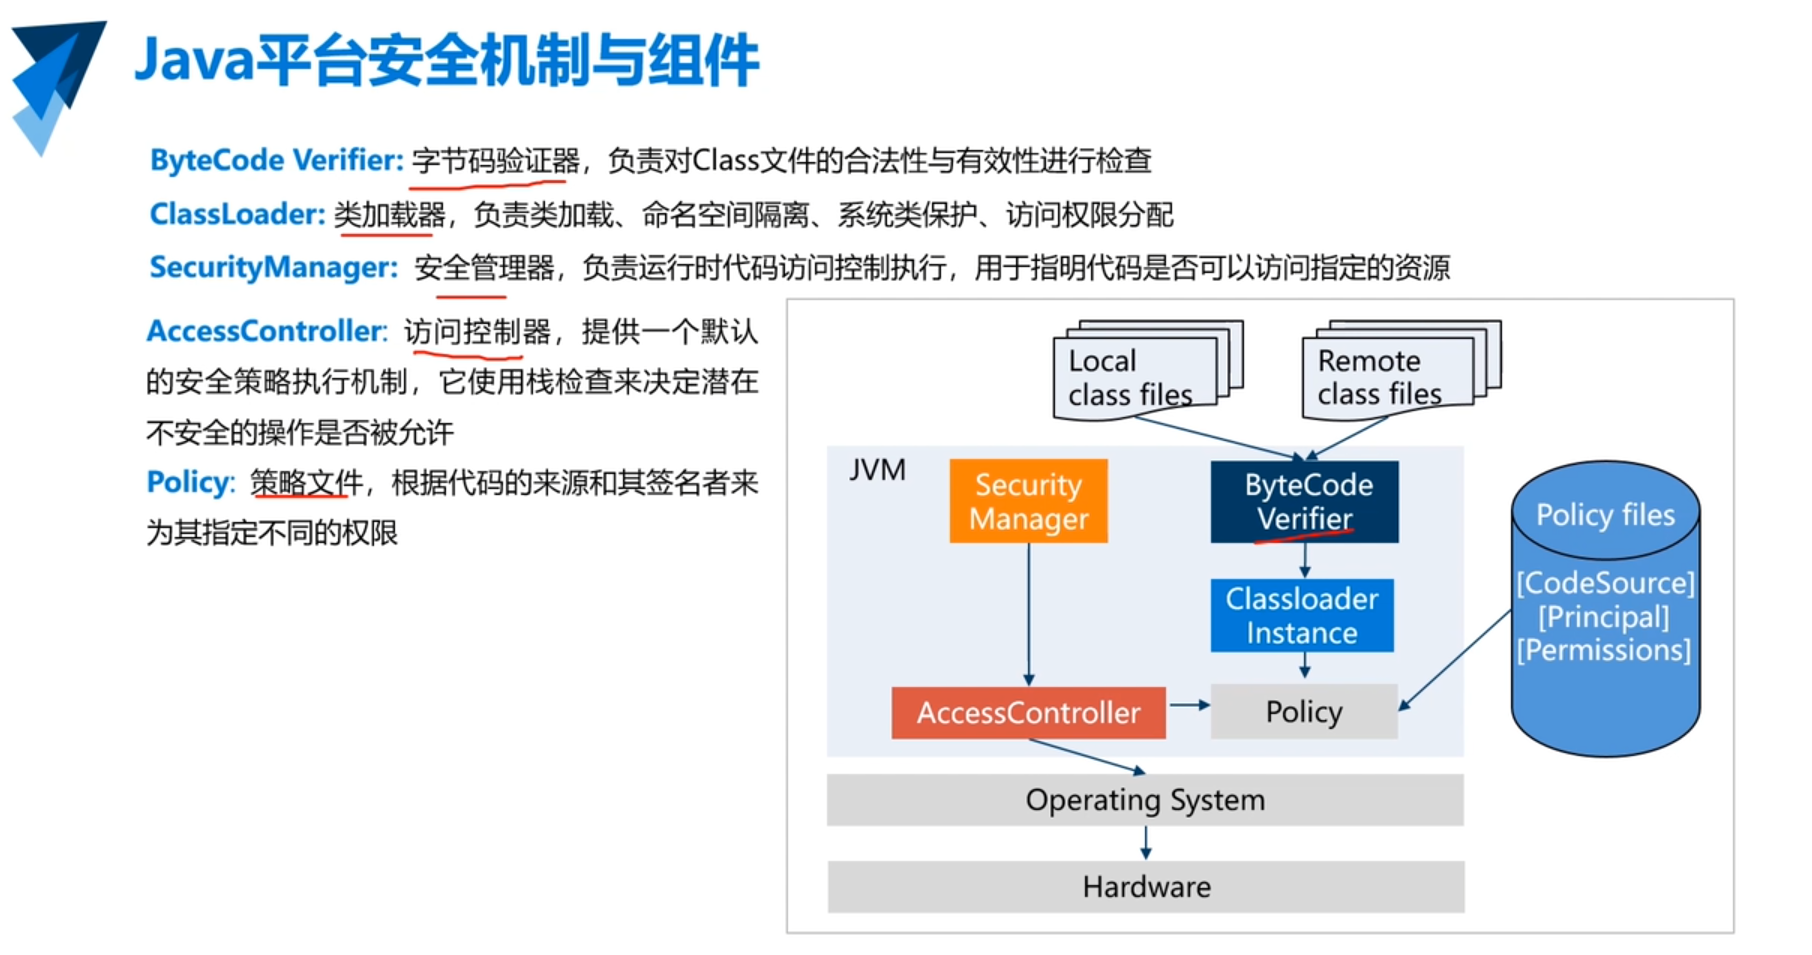 Java平台安全机制与组件
ByteCode Verifier: 字节码验证器，负责对Class文件的合法性与有效性进行检查
ClassLoader: 类加载器，负责类加载、命名空间隔离、系统类保护、访问权限分配
SecurityManager: 安全管理器，负责运行时代码访问控制执行，用于指明代码是否可以访问指定的资源
AccessController: 访问控制器，提供一个默认
的安全策略执行机制，它使用栈检查来决定潜在
不安全的操作是否被允许
Policy: 策略文件，根据代码的来源和其签名者来
为其指定不同的权限
Local
class files
Remote
class files
JVM
Security
Manager
ByteCode
Verifier
Policy files
[CodeSource]
[Principal]
[Permissions]
Classloader
Instance
AccessController
Policy
Operating System
Hardware